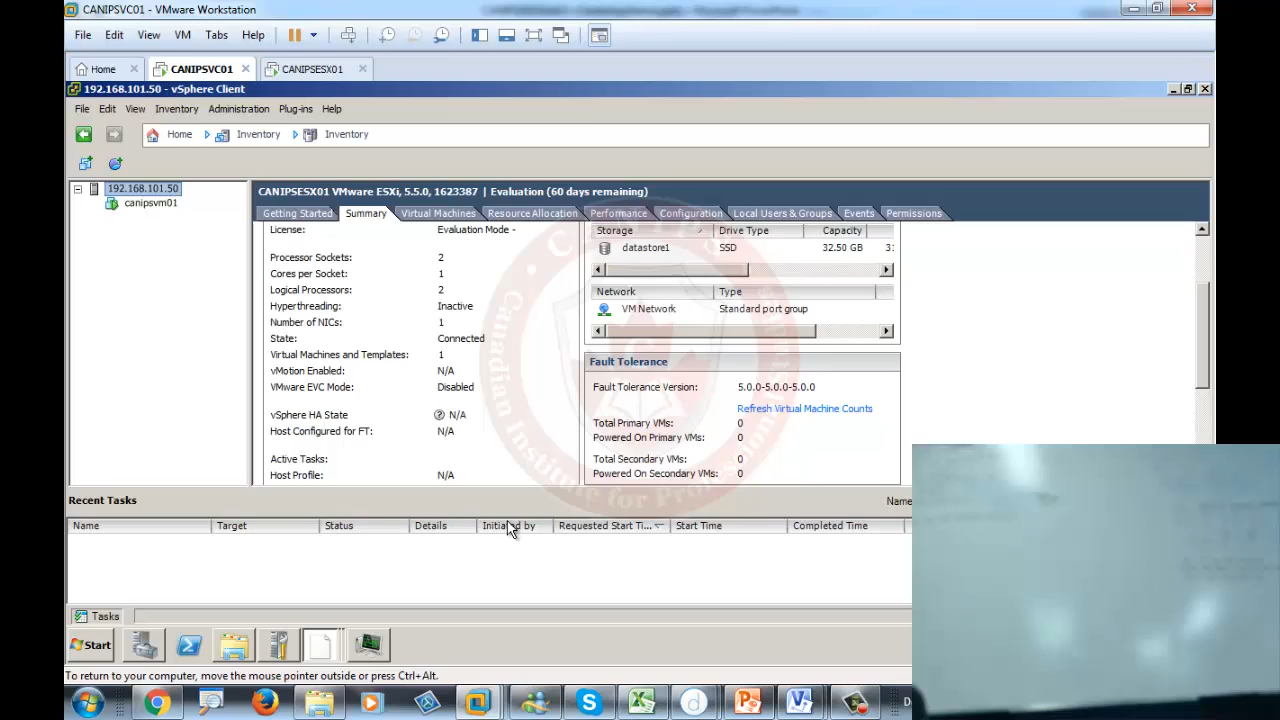 CANIPSVC01 - VMware Workstation
File Edit View VM Tabs Help
Home CANIPSVC01 CANIPSESX01
192.168.101.50 - vSphere Client
File Edit View Inventory Administration Plug-ins Help
Home Inventory Inventory
192.168.101.50
canipsvm01
CANIPSESX01 VMware ESXi, 5.5.0, 1623387 | Evaluation (60 days remaining)
Getting Started Summary Virtual Machines Resource Allocation Performance Configuration Local Users & Groups Events Permissions
License: Evaluation Mode -
Processor Sockets: 2
Cores per Socket: 1
Logical Processors: 2
Hyperthreading: Inactive
Number of NICs: 1
State: Connected
Virtual Machines and Templates: 1
vMotion Enabled: N/A
VMware EVC Mode: Disabled
vSphere HA State N/A
Host Configured for FT: N/A
Active Tasks:
Host Profile: N/A
Storage Drive Type Capacity
datastore1 SSD 32.50 GB
Network Type
VM Network Standard port group
Fault Tolerance
Fault Tolerance Version: 5.0.0-5.0.0-5.0.0
Refresh Virtual Machine Counts
Total Primary VMs: 0
Powered On Primary VMs: 0
Total Secondary VMs: 0
Powered On Secondary VMs: 0
Canadian Institute for
Recent Tasks
Name Target Status Details Initiated by Requested Start Ti... Start Time Completed Time
Tasks
Start
To return to your computer, move the mouse pointer outside or press Ctrl+Alt.